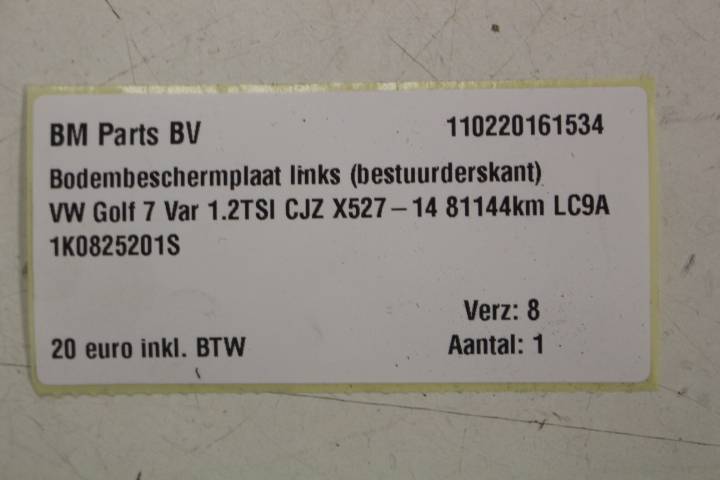 BM Parts BV 110220161534
Bodembeschermplaat links (bestuurderskant)
VW Golf 7 Var 1.2TSI CJZ X527-14 81144km LC9A
1K0825201S
Verz: 8
20 euro inkl. BTW Aantal: 1